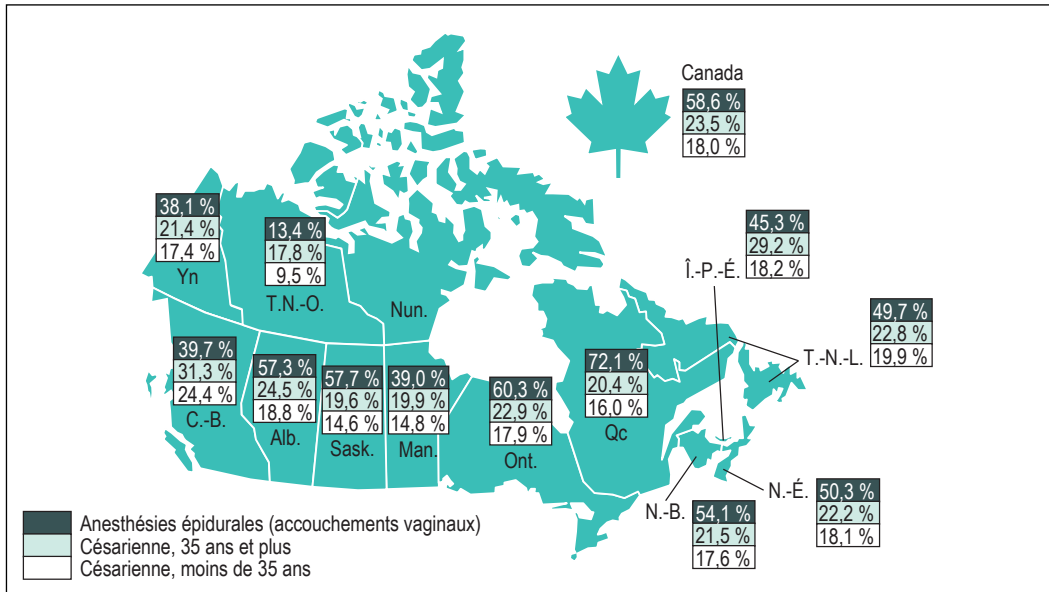 Canada
58,6 %
23,5 %
18,0 %
38,1 %
21,4 %
17,4 %
Yn
13,4 %
17,8 %
9,5 %
T.N.-O.
Nun.
45,3 %
29,2 %
18,2 %
Î.-P.-É.
49,7 %
22,8 %
19,9 %
T.-N.-L.
39,7 %
31,3 %
24,4 %
C.-B.
57,3 %
24,5 %
18,8 %
Alb.
57,7 %
19,6 %
14,6 %
Sask.
39,0 %
19,9 %
14,8 %
Man.
60,3 %
22,9 %
17,9 %
Ont.
72,1 %
20,4 %
16,0 %
Qc
N.-B.
54,1 %
21,5 %
17,6 %
N.-É.
50,3 %
22,2 %
18,1 %
Anesthésies épidurales (accouchements vaginaux)
Césarienne, 35 ans et plus
Césarienne, moins de 35 ans